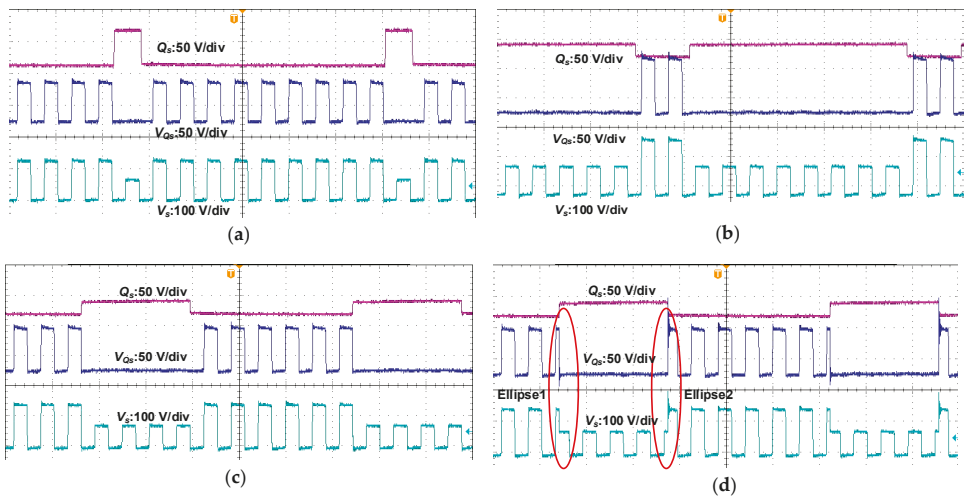 T
Qs:50 V/div
VQs:50 V/div
Vs:100 V/div
(a)
T
Qs:50 V/div
VQs:50 V/div
Vs:100 V/div
(b)
T
Qs:50 V/div
VQs:50 V/div
Vs:100 V/div
(c)
T
Qs:50 V/div
VQs:50 V/div
Ellipse1 Ellipse2
Vs:100 V/div
(d)